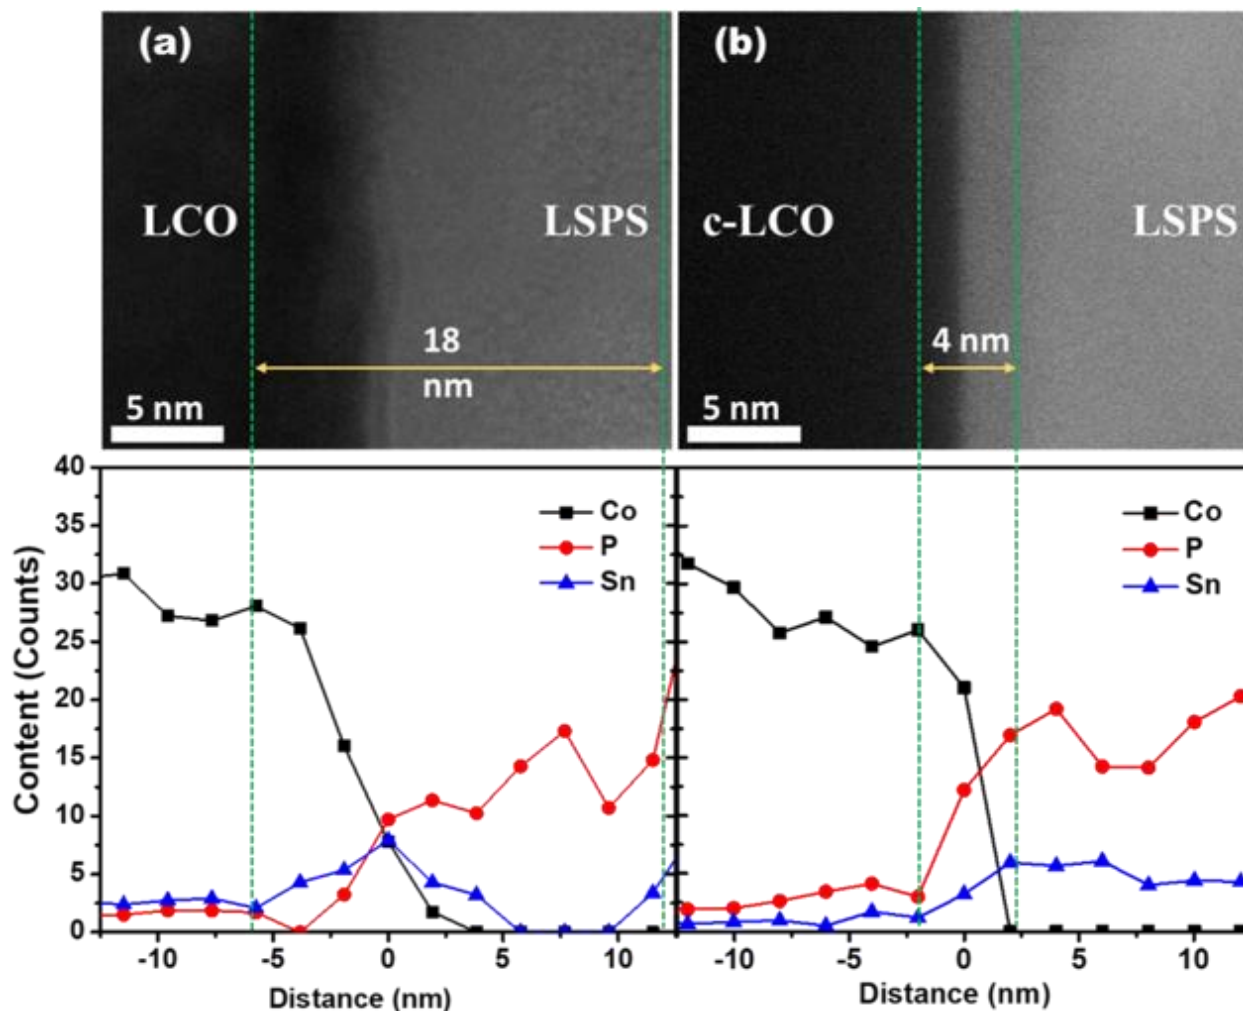 (a)
LCO
LSPS
18
nm
5 nm
(b)
c-LCO
LSPS
4 nm
5 nm
Content (Counts)
40
35
30
25
20
15
10
5
0
Co
P
Sn
-10
-5
0
5
10
Distance (nm)
Co
P
Sn
-10
-5
0
5
10
Distance (nm)